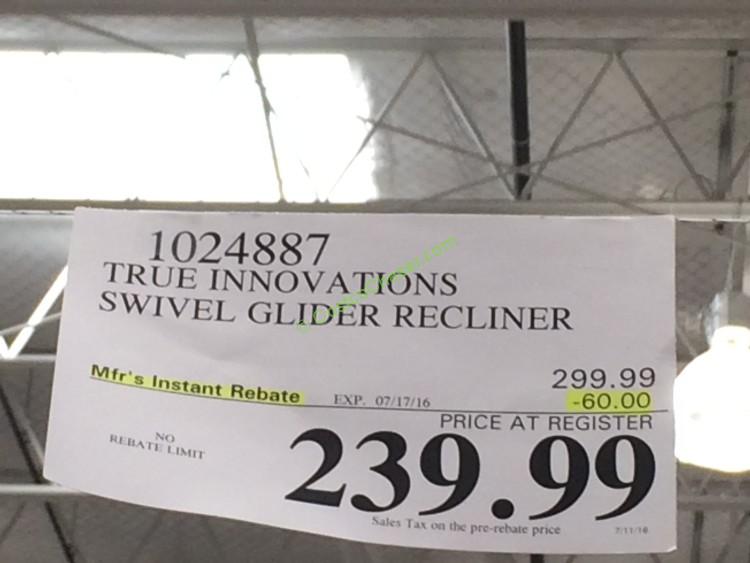 1024887
TRUE INNOVATIONS
SWIVEL GLIDER RECLINER
299.99
Mfr's Instant Rebate EXP. 07/17/16 -60.00
PRICE AT REGISTER
NO
REBATE LIMIT
239.99
Sales Tax on the pre-rebate price 7/11/16